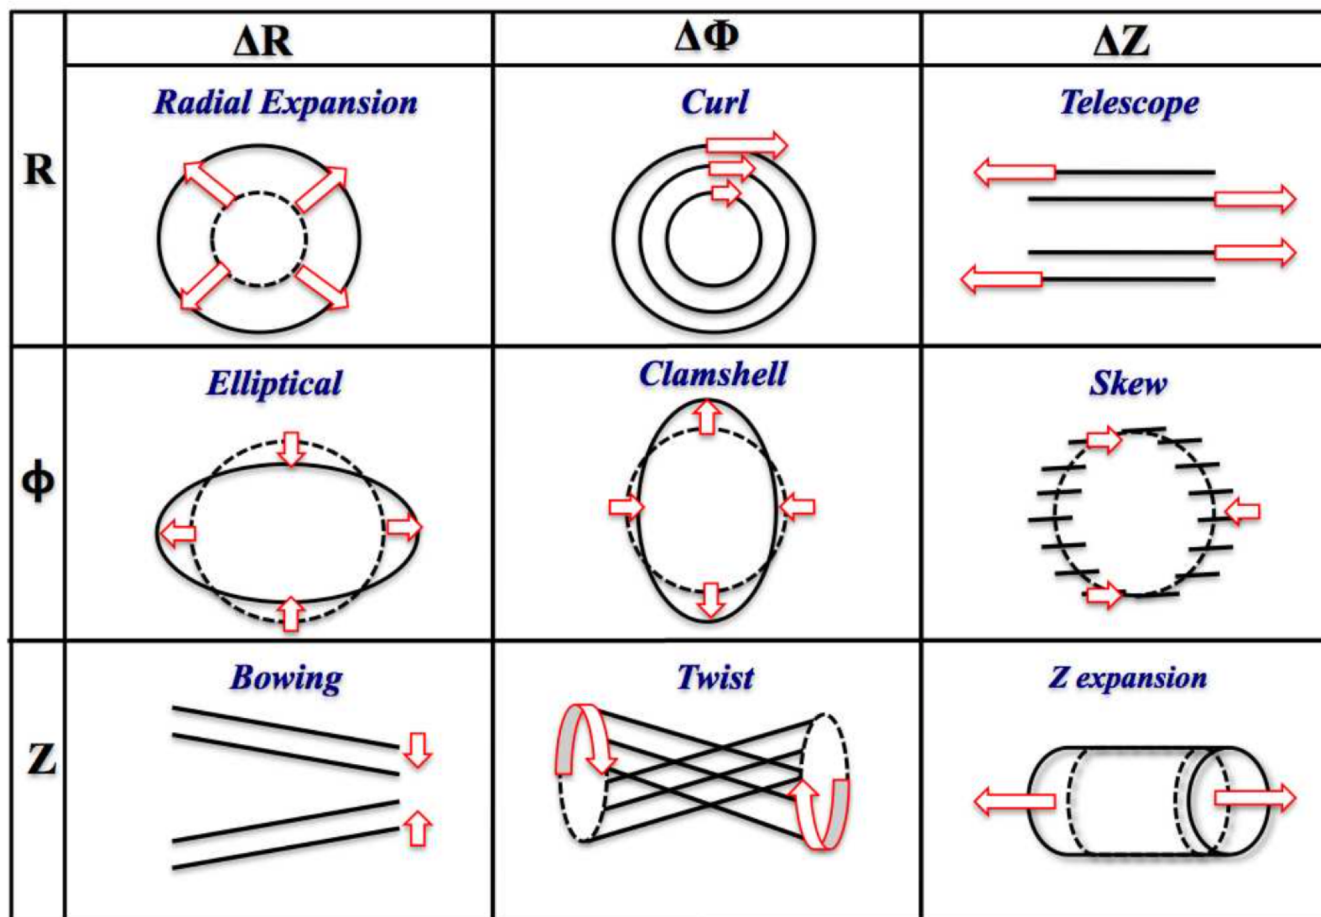 ΔR ΔΦ ΔZ
R
Radial Expansion Curl Telescope
ϕ
Elliptical Clamshell Skew
Z
Bowing Twist Z expansion